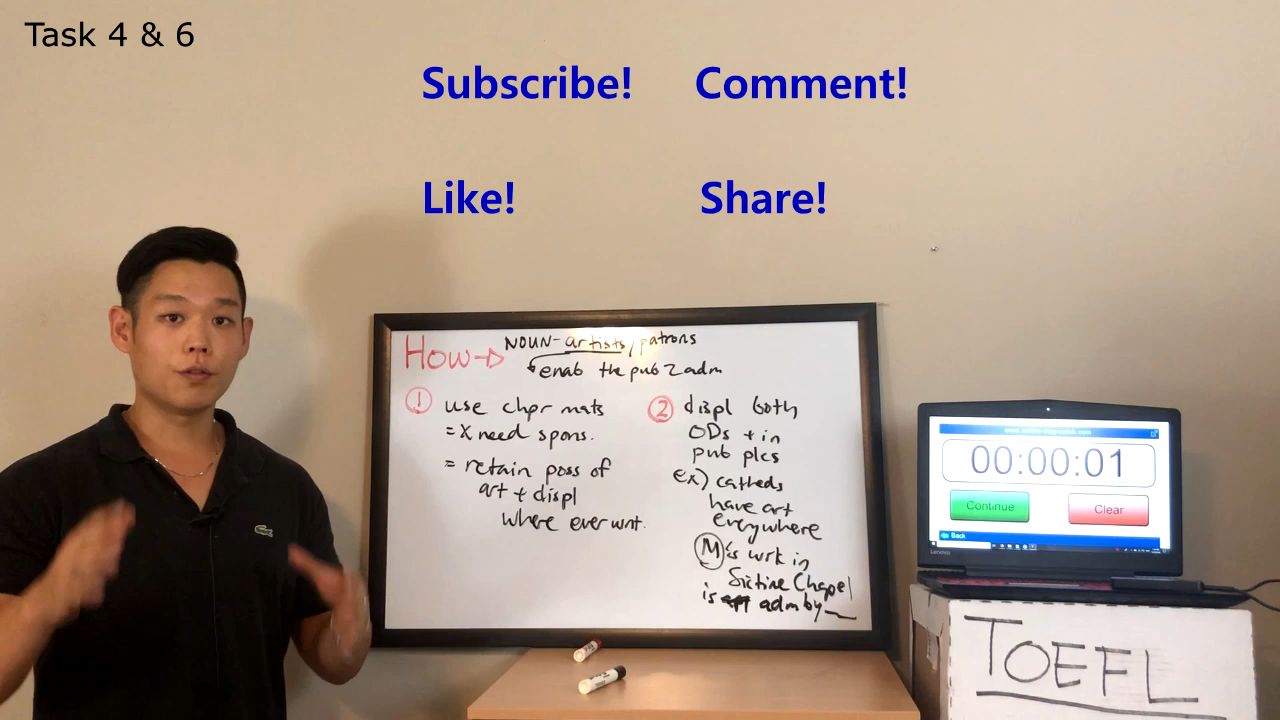 Task 4 & 6
Subscribe! Comment!
Like! Share!
How→ NOUN - artists/patrons
enab the pub 2 adm
① use chpr mats
= X need spons.
= retain poss of
art + displ
where ever wnt.
② displ both
ODs + in
pub plcs
ex) catheds
have art
everywhere
M's wrk in
Sistine Chapel
is adm by
00:00:01
Continue Clear
Back
Lenovo
TOEFL